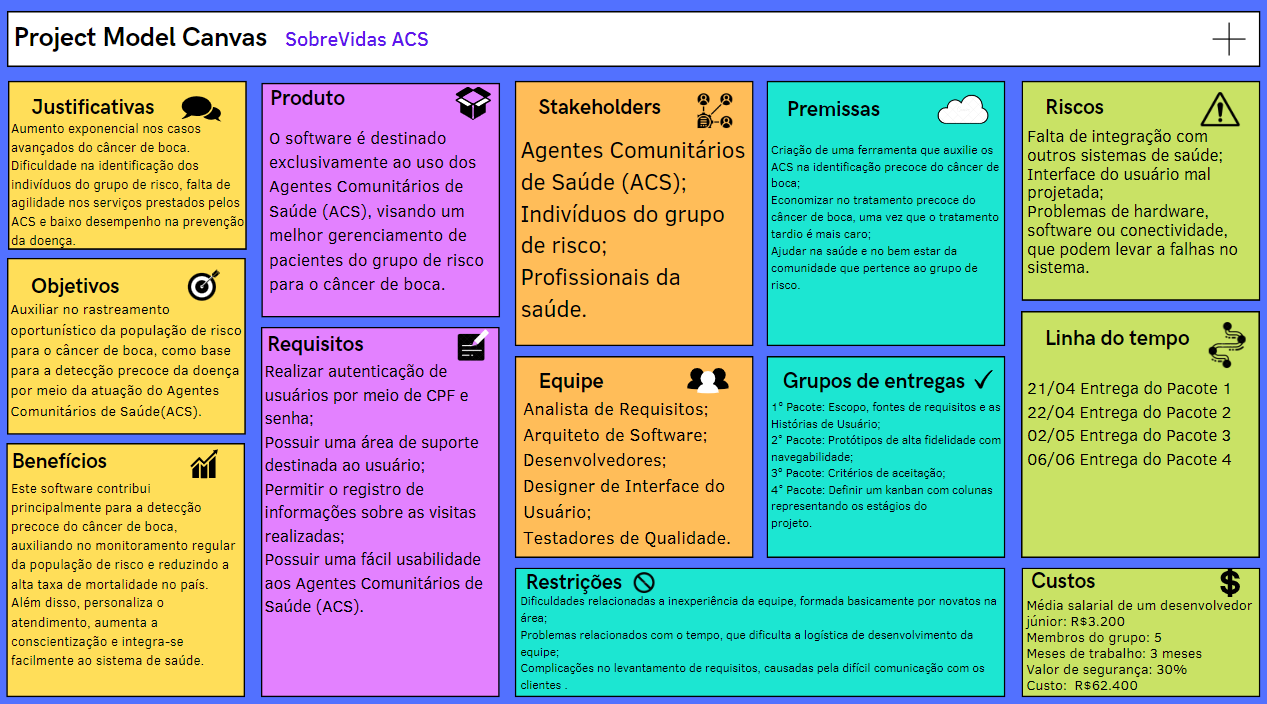 Project Model Canvas SobreVidas ACS
Justificativas
Aumento exponencial nos casos
avançados do câncer de boca.
Dificuldade na identificação dos
indivíduos do grupo de risco, falta de
agilidade nos serviços prestados pelos
ACS e baixo desempenho na prevenção
da doença.
Objetivos
Auxiliar no rastreamento
oportunístico da população de risco
para o câncer de boca, como base
para a detecção precoce da doença
por meio da atuação do Agentes
Comunitários de Saúde(ACS).
Benefícios
Este software contribui
principalmente para a detecção
precoce do câncer de boca,
auxiliando no monitoramento regular
da população de risco e reduzindo a
alta taxa de mortalidade no país.
Além disso, personaliza o
atendimento, aumenta a
conscientização e integra-se
facilmente ao sistema de saúde.
Produto
O software é destinado
exclusivamente ao uso dos
Agentes Comunitários de
Saúde (ACS), visando um
melhor gerenciamento de
pacientes do grupo de risco
para o câncer de boca.
Requisitos
Realizar autenticação de
usuários por meio de CPF e
senha;
Possuir uma área de suporte
destinada ao usuário;
Permitir o registro de
informações sobre as visitas
realizadas;
Possuir uma fácil usabilidade
aos Agentes Comunitários de
Saúde (ACS).
Stakeholders
Agentes Comunitários
de Saúde (ACS);
Indivíduos do grupo
de risco;
Profissionais da
saúde.
Equipe
Analista de Requisitos;
Arquiteto de Software;
Desenvolvedores;
Designer de Interface do
Usuário;
Testadores de Qualidade.
Premissas
Criação de uma ferramenta que auxilie os
ACS na identificação precoce do câncer de
boca;
Economizar no tratamento precoce do
câncer de boca, uma vez que o tratamento
tardio é mais caro;
Ajudar na saúde e no bem estar da
comunidade que pertence ao grupo de
risco.
Grupos de entregas
1° Pacote: Escopo, fontes de requisitos e as
Histórias de Usuário;
2° Pacote: Protótipos de alta fidelidade com
navegabilidade;
3° Pacote: Critérios de aceitação;
4° Pacote: Definir um kanban com colunas
representando os estágios do
projeto.
Restrições
Dificuldades relacionadas a inexperiência da equipe, formada basicamente por novatos na
área;
Problemas relacionados com o tempo, que dificulta a logística de desenvolvimento da
equipe;
Complicações no levantamento de requisitos, causadas pela difícil comunicação com os
clientes .
Riscos
Falta de integração com
outros sistemas de saúde;
Interface do usuário mal
projetada;
Problemas de hardware,
software ou conectividade,
que podem levar a falhas no
sistema.
Linha do tempo
21/04 Entrega do Pacote 1
22/04 Entrega do Pacote 2
02/05 Entrega do Pacote 3
06/06 Entrega do Pacote 4
Custos
Média salarial de um desenvolvedor
júnior: R$3.200
Membros do grupo: 5
Meses de trabalho: 3 meses
Valor de segurança: 30%
Custo: R$62.400